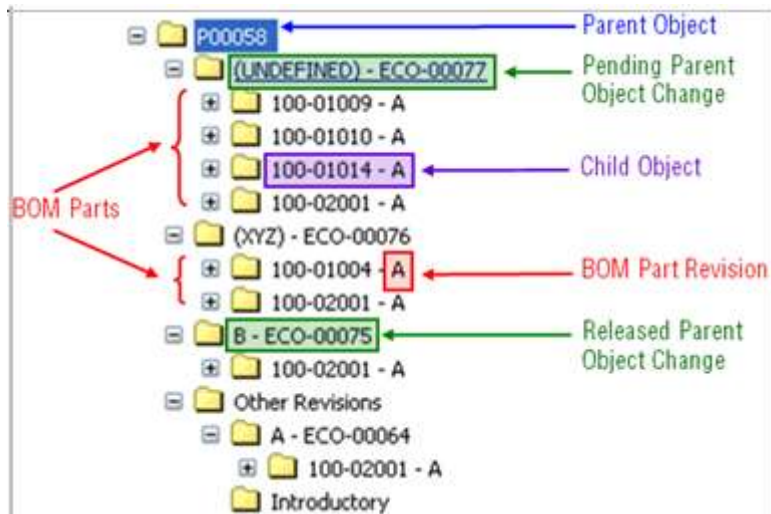 P00058
Parent Object
(UNDEFINED) - ECO-00077
Pending Parent
Object Change
100-01009 - A
100-01010 - A
100-01014 - A
Child Object
100-02001 - A
BOM Parts
(XYZ) - ECO-00076
100-01004 - A
BOM Part Revision
100-02001 - A
B - ECO-00075
Released Parent
Object Change
100-02001 - A
Other Revisions
A - ECO-00064
100-02001 - A
Introductory